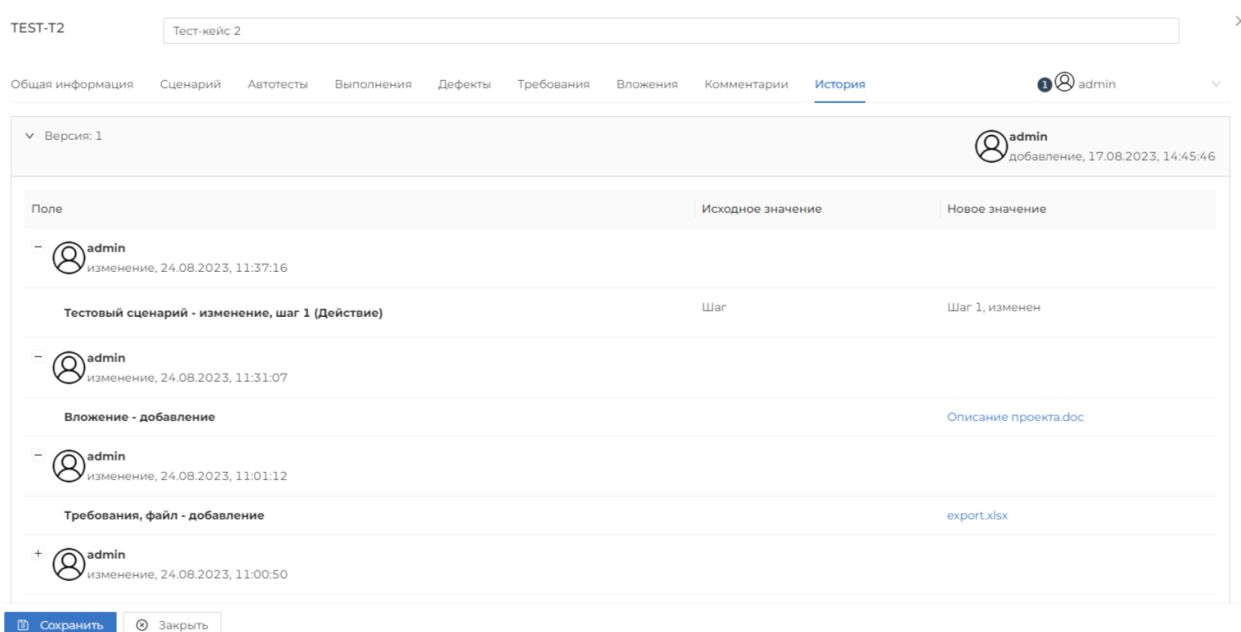 TEST-T2
Тест-кейс 2
Общая информация Сценарий Автотесты Выполнения Дефекты Требования Вложения Комментарии История 1 admin
Версия: 1
admin
добавление, 17.08.2023, 14:45:46
Поле Исходное значение Новое значение
admin
изменение, 24.08.2023, 11:37:16
Тестовый сценарий - изменение, шаг 1 (Действие) Шаг Шаг 1, изменен
admin
изменение, 24.08.2023, 11:31:07
Вложение - добавление Описание проекта.doc
admin
изменение, 24.08.2023, 11:01:12
Требования, файл - добавление export.xlsx
admin
изменение, 24.08.2023, 11:00:50
Сохранить Закрыть